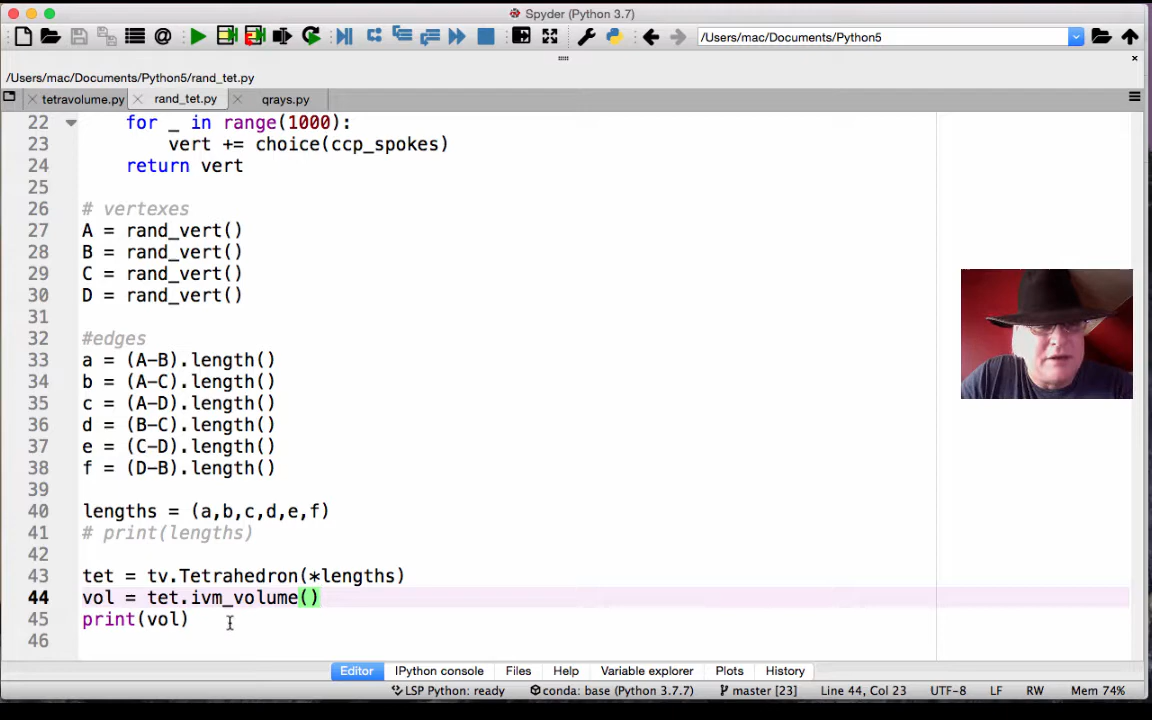 Spyder (Python 3.7)
/Users/mac/Documents/Python5
/Users/mac/Documents/Python5/rand_tet.py
tetravolume.py rand_tet.py qrays.py
22 for _ in range(1000):
23 vert += choice(ccp_spokes)
24 return vert
25
26 # vertexes
27 A = rand_vert()
28 B = rand_vert()
29 C = rand_vert()
30 D = rand_vert()
31
32 #edges
33 a = (A-B).length()
34 b = (A-C).length()
35 c = (A-D).length()
36 d = (B-C).length()
37 e = (C-D).length()
38 f = (D-B).length()
39
40 lengths = (a,b,c,d,e,f)
41 # print(lengths)
42
43 tet = tv.Tetrahedron(*lengths)
44 vol = tet.ivm_volume()
45 print(vol)
46
Editor IPython console Files Help Variable explorer Plots History
LSP Python: ready conda: base (Python 3.7.7) master [23] Line 44, Col 23 UTF-8 LF RW Mem 74%